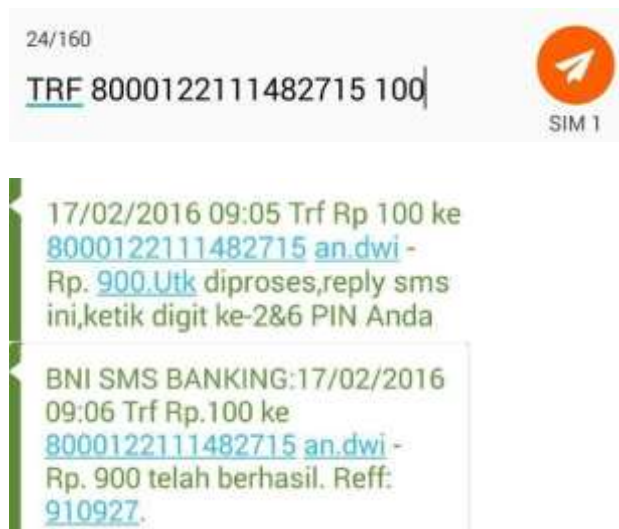 24/160
TRF 8000122111482715 100
SIM 1
17/02/2016 09:05 Trf Rp 100 ke
8000122111482715 an.dwi -
Rp. 900.Utk diproses,reply sms
ini,ketik digit ke-2&6 PIN Anda
BNI SMS BANKING:17/02/2016
09:06 Trf Rp.100 ke
8000122111482715 an.dwi -
Rp. 900 telah berhasil. Reff:
910927.